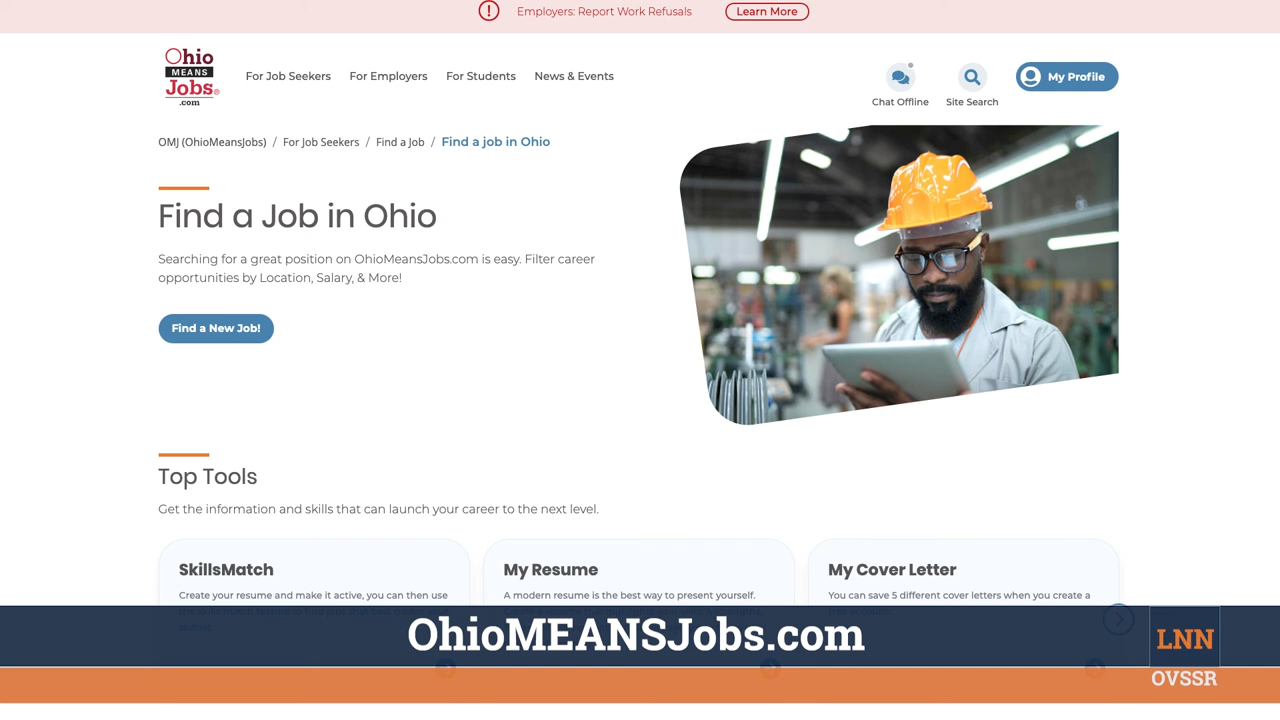 Employers: Report Work Refusals
Learn More
Ohio
MEANS
Jobs®
.com
For Job Seekers
For Employers
For Students
News & Events
Chat Offline
Site Search
My Profile
OMJ (OhioMeansJobs) / For Job Seekers / Find a Job / Find a job in Ohio
Find a Job in Ohio
Searching for a great position on OhioMeansJobs.com is easy. Filter career
opportunities by Location, Salary, & More!
Find a New Job!
Top Tools
Get the information and skills that can launch your career to the next level.
SkillsMatch
Create your resume and make it active, you can then use
My Resume
A modern resume is the best way to present yourself.
My Cover Letter
You can save 5 different cover letters when you create a
OhioMEANSJobs.com
LNN
OVSSR